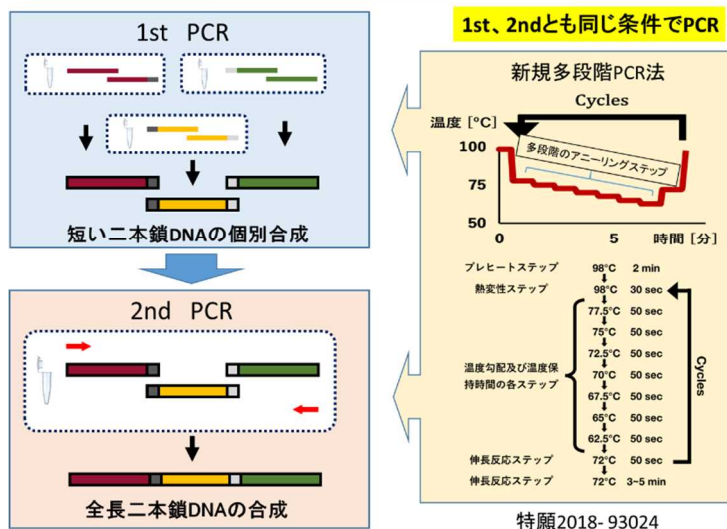 1st PCR
短い二本鎖DNAの個別合成
2nd PCR
全長二本鎖DNAの合成
1st、2ndとも同じ条件でPCR
新規多段階PCR法
Cycles
温度 [°C]
100
75
50
多段階のアニーリングステップ
0
5
時間 [分]
プレヒートステップ 98°C 2 min
熱変性ステップ 98°C 30 sec
77.5°C 50 sec
75°C 50 sec
72.5°C 50 sec
温度勾配及び温度保
持時間の各ステップ
70°C 50 sec
67.5°C 50 sec
65°C 50 sec
62.5°C 50 sec
Cycles
伸長反応ステップ 72°C 50 sec
伸長反応ステップ 72°C 3~5 min
特願2018- 93024